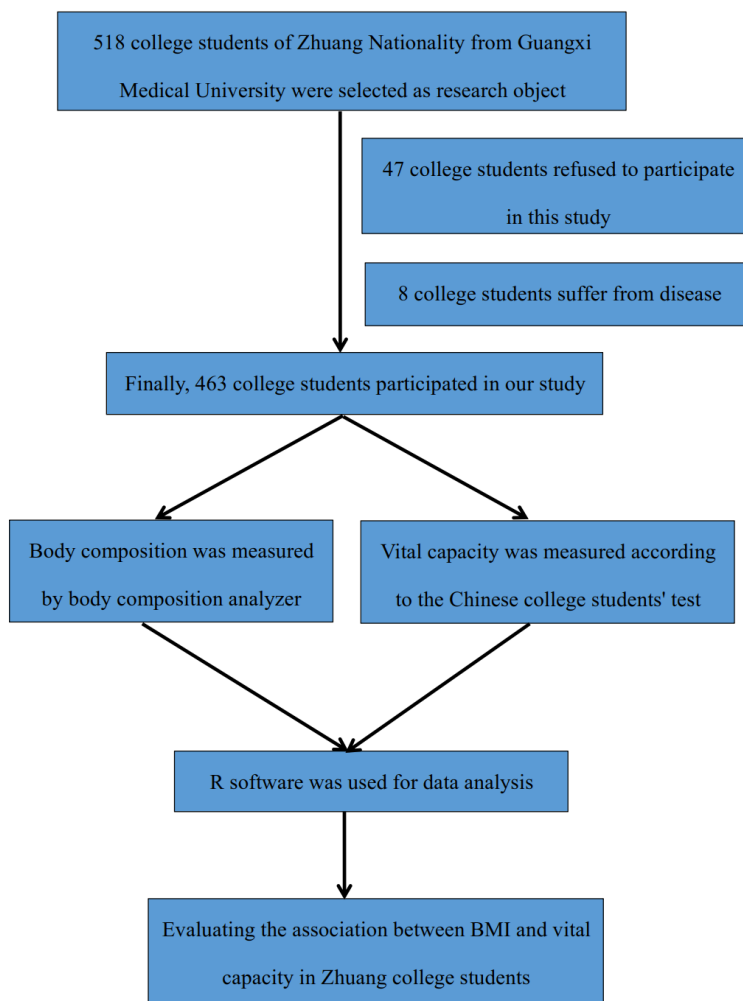 518 college students of Zhuang Nationality from Guangxi
Medical University were selected as research object
47 college students refused to participate
in this study
8 college students suffer from disease
Finally, 463 college students participated in our study
Body composition was measured
by body composition analyzer
Vital capacity was measured according
to the Chinese college students' test
R software was used for data analysis
Evaluating the association between BMI and vital
capacity in Zhuang college students